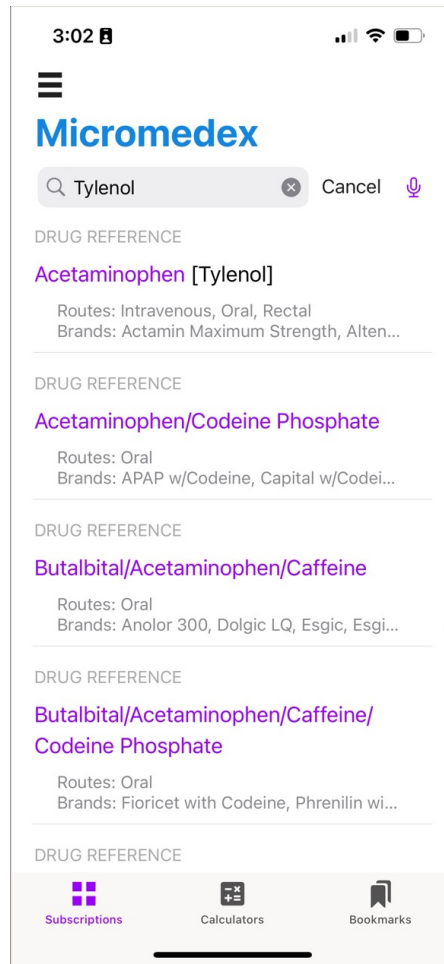 3:02
Micromedex
Tylenol
Cancel
DRUG REFERENCE
Acetaminophen [Tylenol]
Routes: Intravenous, Oral, Rectal
Brands: Actamin Maximum Strength, Alten...
DRUG REFERENCE
Acetaminophen/Codeine Phosphate
Routes: Oral
Brands: APAP w/Codeine, Capital w/Codei...
DRUG REFERENCE
Butalbital/Acetaminophen/Caffeine
Routes: Oral
Brands: Anolor 300, Dolgic LQ, Esgic, Esgi...
DRUG REFERENCE
Butalbital/Acetaminophen/Caffeine/
Codeine Phosphate
Routes: Oral
Brands: Fioricet with Codeine, Phrenilin wi...
DRUG REFERENCE
Subscriptions
Calculators
Bookmarks